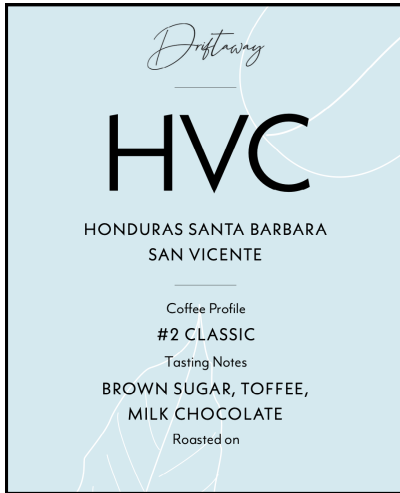 Driftaway
HVC
HONDURAS SANTA BARBARA
SAN VICENTE
Coffee Profile
#2 CLASSIC
Tasting Notes
BROWN SUGAR, TOFFEE,
MILK CHOCOLATE
Roasted on